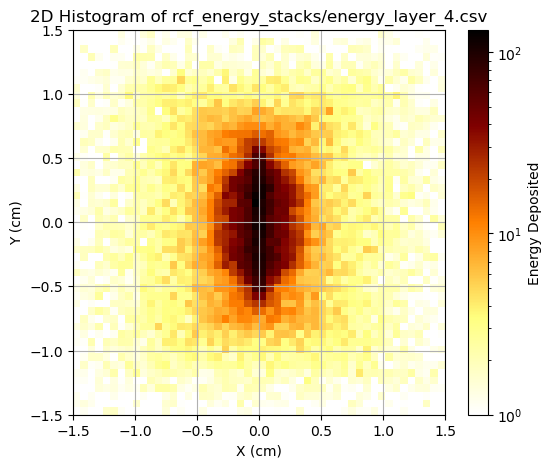 2D Histogram of rcf_energy_stacks/energy_layer_4.csv
1.5
1.0
0.5
0.0
−0.5
−1.0
−1.5
Y (cm)
−1.5 −1.0 −0.5 0.0 0.5 1.0 1.5
X (cm)
10²
10¹
10⁰
Energy Deposited